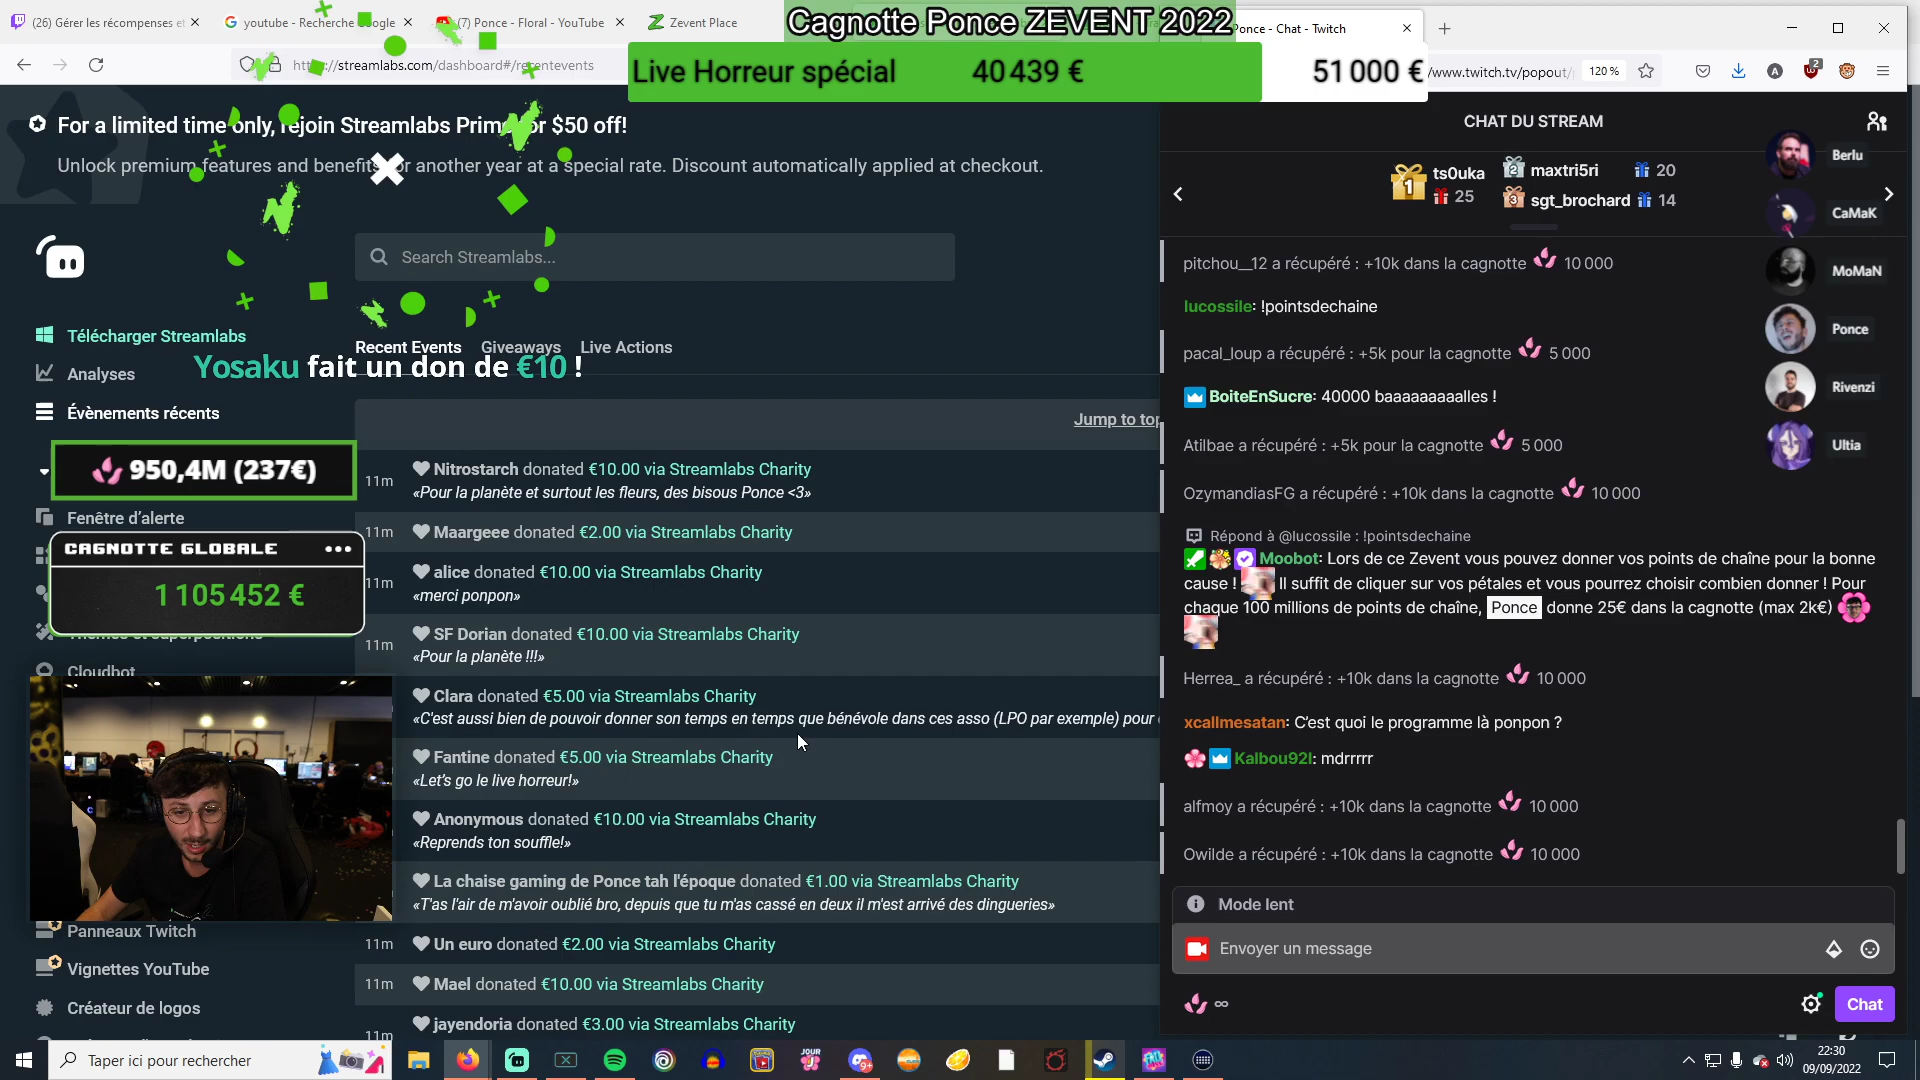 (26) Gérer les récompenses et
youtube - Recherche Google
(7) Ponce - Floral - YouTube
Zevent Place
Cagnotte Ponce ZEVENT 2022
Ponce - Chat - Twitch
streamlabs.com/dashboard#/recentevents
Live Horreur spécial 40 439 € 51 000 €
/www.twitch.tv/popout/
120 %
For a limited time only, rejoin Streamlabs Prime for $50 off!
Unlock premium features and benefits for another year at a special rate. Discount automatically applied at checkout.
Search Streamlabs...
Télécharger Streamlabs
Analyses
Évènements récents
Recent Events Giveaways Live Actions
Yosaku fait un don de €10 !
Jump to top
950,4M (237€)
Fenêtre d'alerte
CAGNOTTE GLOBALE
1 105 452 €
Thèmes et superpositions
Cloudbot
Panneaux Twitch
Vignettes YouTube
Créateur de logos
11m Nitrostarch donated €10.00 via Streamlabs Charity
«Pour la planète et surtout les fleurs, des bisous Ponce <3»
11m Maargeee donated €2.00 via Streamlabs Charity
11m alice donated €10.00 via Streamlabs Charity
«merci ponpon»
11m SF Dorian donated €10.00 via Streamlabs Charity
«Pour la planète !!!»
Clara donated €5.00 via Streamlabs Charity
«C'est aussi bien de pouvoir donner son temps en temps que bénévole dans ces asso (LPO par exemple) pour
Fantine donated €5.00 via Streamlabs Charity
«Let's go le live horreur!»
Anonymous donated €10.00 via Streamlabs Charity
«Reprends ton souffle!»
La chaise gaming de Ponce tah l'époque donated €1.00 via Streamlabs Charity
«T'as l'air de m'avoir oublié bro, depuis que tu m'as cassé en deux il m'est arrivé des dingueries»
11m Un euro donated €2.00 via Streamlabs Charity
11m Mael donated €10.00 via Streamlabs Charity
11m jayendoria donated €3.00 via Streamlabs Charity
CHAT DU STREAM
1 ts0uka 25
2 maxtri5ri 20
3 sgt_brochard 14
Berlu
CaMaK
MoMaN
Ponce
Rivenzi
Ultia
pitchou__12 a récupéré : +10k dans la cagnotte 10 000
lucossile: !pointsdechaine
pacal_loup a récupéré : +5k pour la cagnotte 5 000
BoiteEnSucre: 40000 baaaaaaaaalles !
Atilbae a récupéré : +5k pour la cagnotte 5 000
OzymandiasFG a récupéré : +10k dans la cagnotte 10 000
Répond à @lucossile : !pointsdechaine
Moobot: Lors de ce Zevent vous pouvez donner vos points de chaîne pour la bonne
cause ! Il suffit de cliquer sur vos pétales et vous pourrez choisir combien donner ! Pour
chaque 100 millions de points de chaîne, Ponce donne 25€ dans la cagnotte (max 2k€)
Herrea_ a récupéré : +10k dans la cagnotte 10 000
xcallmesatan: C'est quoi le programme là ponpon ?
Kalbou92l: mdrrrrr
alfmoy a récupéré : +10k dans la cagnotte 10 000
Owilde a récupéré : +10k dans la cagnotte 10 000
Mode lent
Envoyer un message
∞
Chat
Taper ici pour rechercher
22:30
09/09/2022